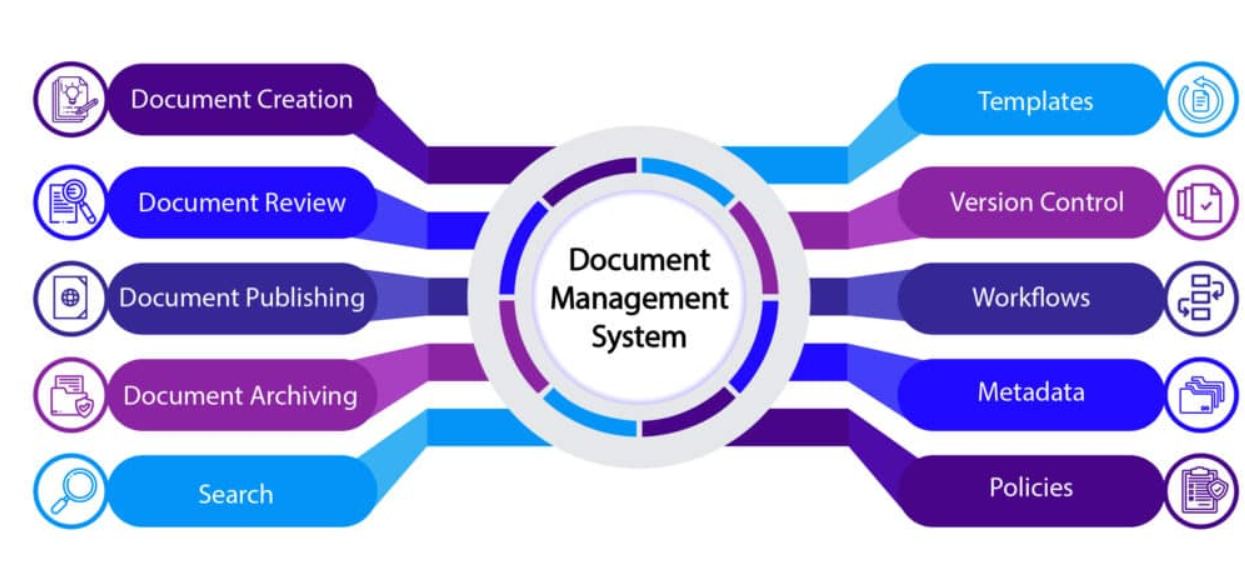 Document Creation
Document Review
Document Publishing
Document Archiving
Search
Document
Management
System
Templates
Version Control
Workflows
Metadata
Policies